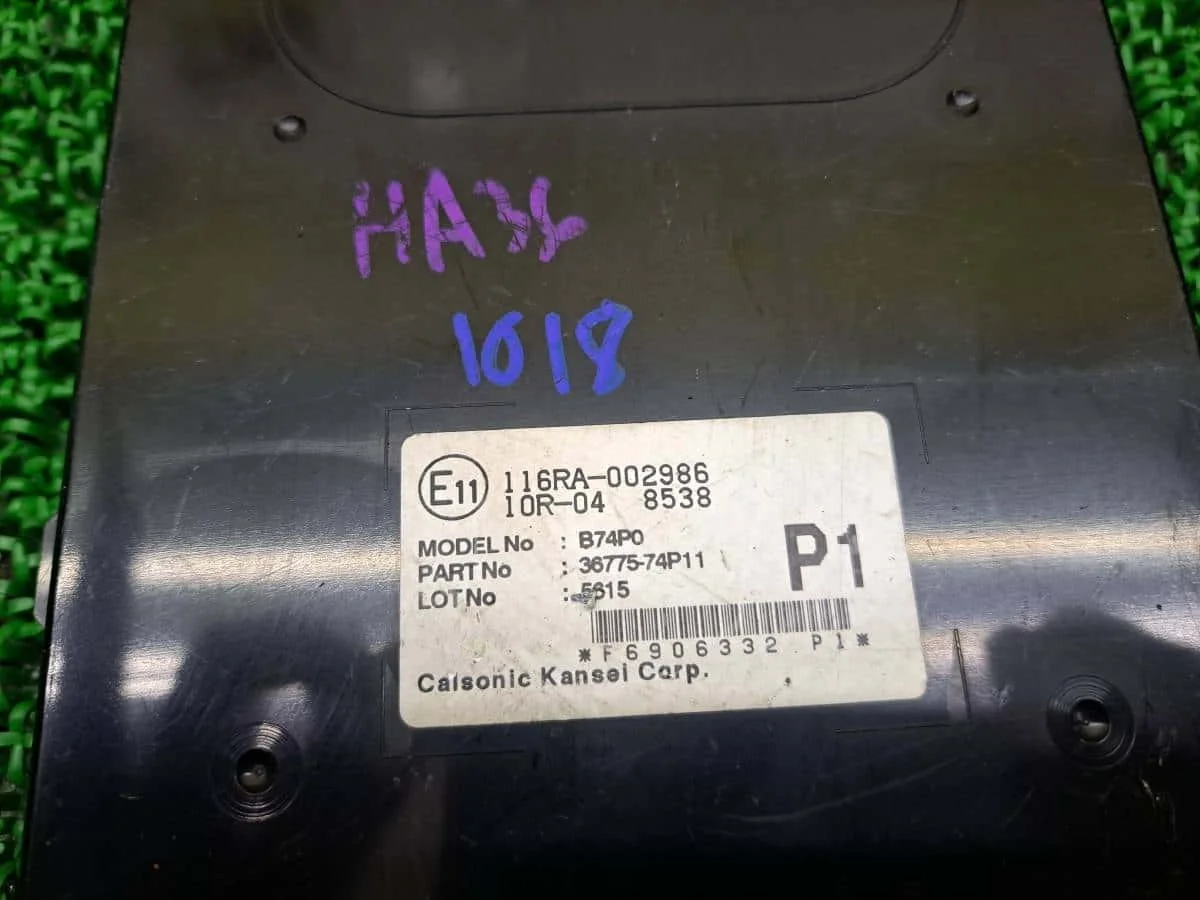 HA36
1018
E11 116RA-002986
10R-04 8538
MODEL No : B74P0
PART No : 36775-74P11
LOT No : 5615
P1
*F6906332 P1*
Calsonic Kansei Corp.